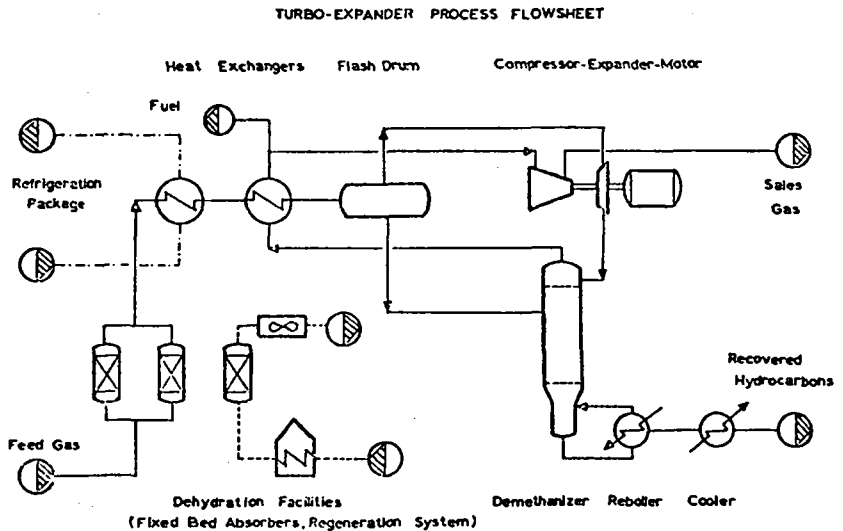 TURBO-EXPANDER PROCESS FLOWSHEET
Heat Exchangers Flash Drum Compressor-Expander-Motor
Fuel
Refrigeration
Package
Sales
Gas
Recovered
Hydrocarbons
Feed Gas
Dehydration Facilities
(Fixed Bed Absorbers, Regeneration System)
Demethanizer Reboiler Cooler